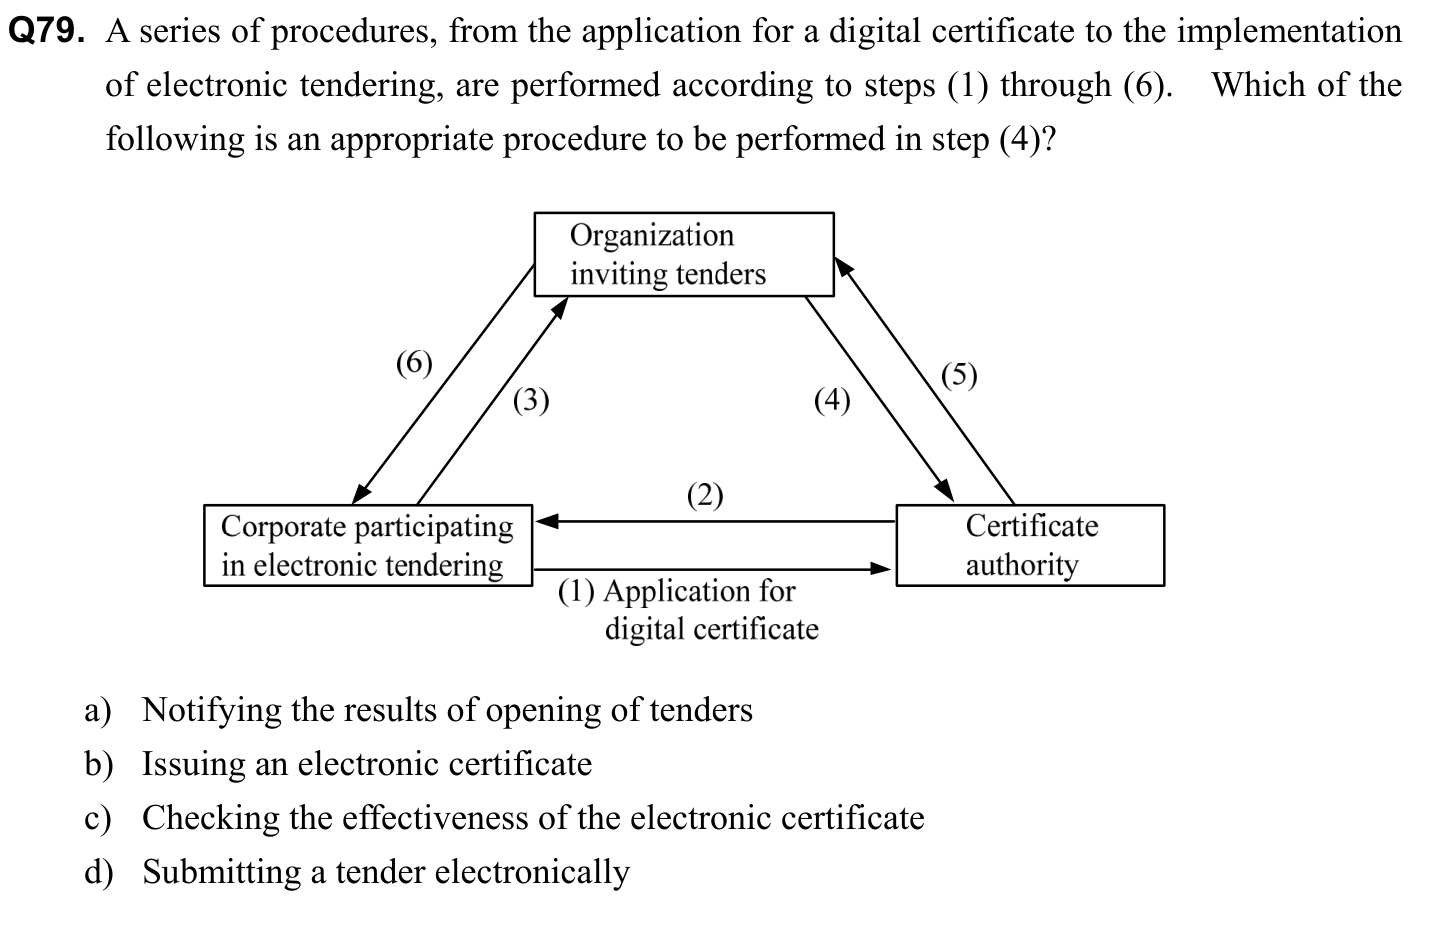 Q79. A series of procedures, from the application for a digital certificate to the implementation
of electronic tendering, are performed according to steps (1) through (6). Which of the
following is an appropriate procedure to be performed in step (4)?
Organization
inviting tenders
(6)
(5)
(3)
(4)
(2)
Corporate participating
in electronic tendering
Certificate
authority
(1) Application for
digital certificate
a) Notifying the results of opening of tenders
b) Issuing an electronic certificate
c) Checking the effectiveness of the electronic certificate
d) Submitting a tender electronically